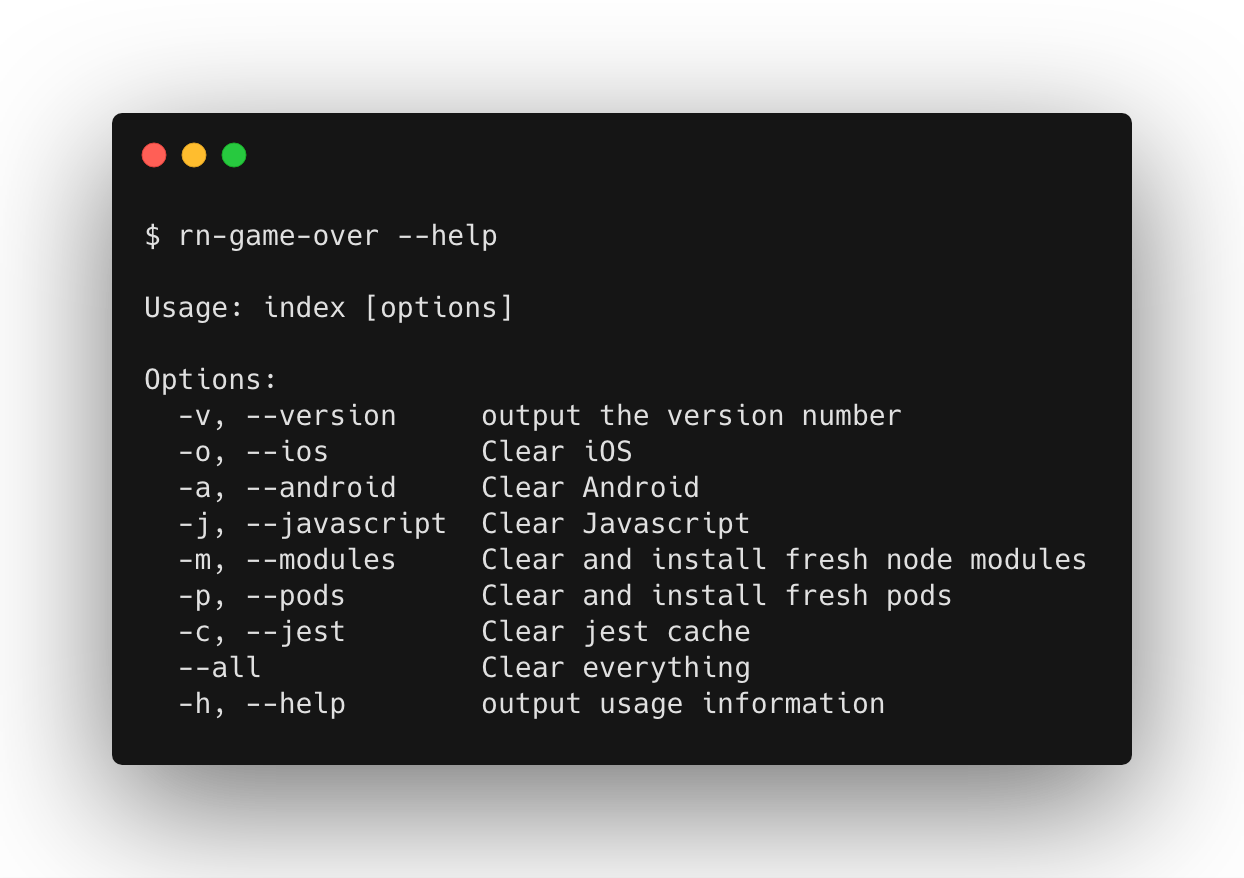 $ rn-game-over --help
Usage: index [options]
Options:
-v, --version output the version number
-o, --ios Clear iOS
-a, --android Clear Android
-j, --javascript Clear Javascript
-m, --modules Clear and install fresh node modules
-p, --pods Clear and install fresh pods
-c, --jest Clear jest cache
--all Clear everything
-h, --help output usage information